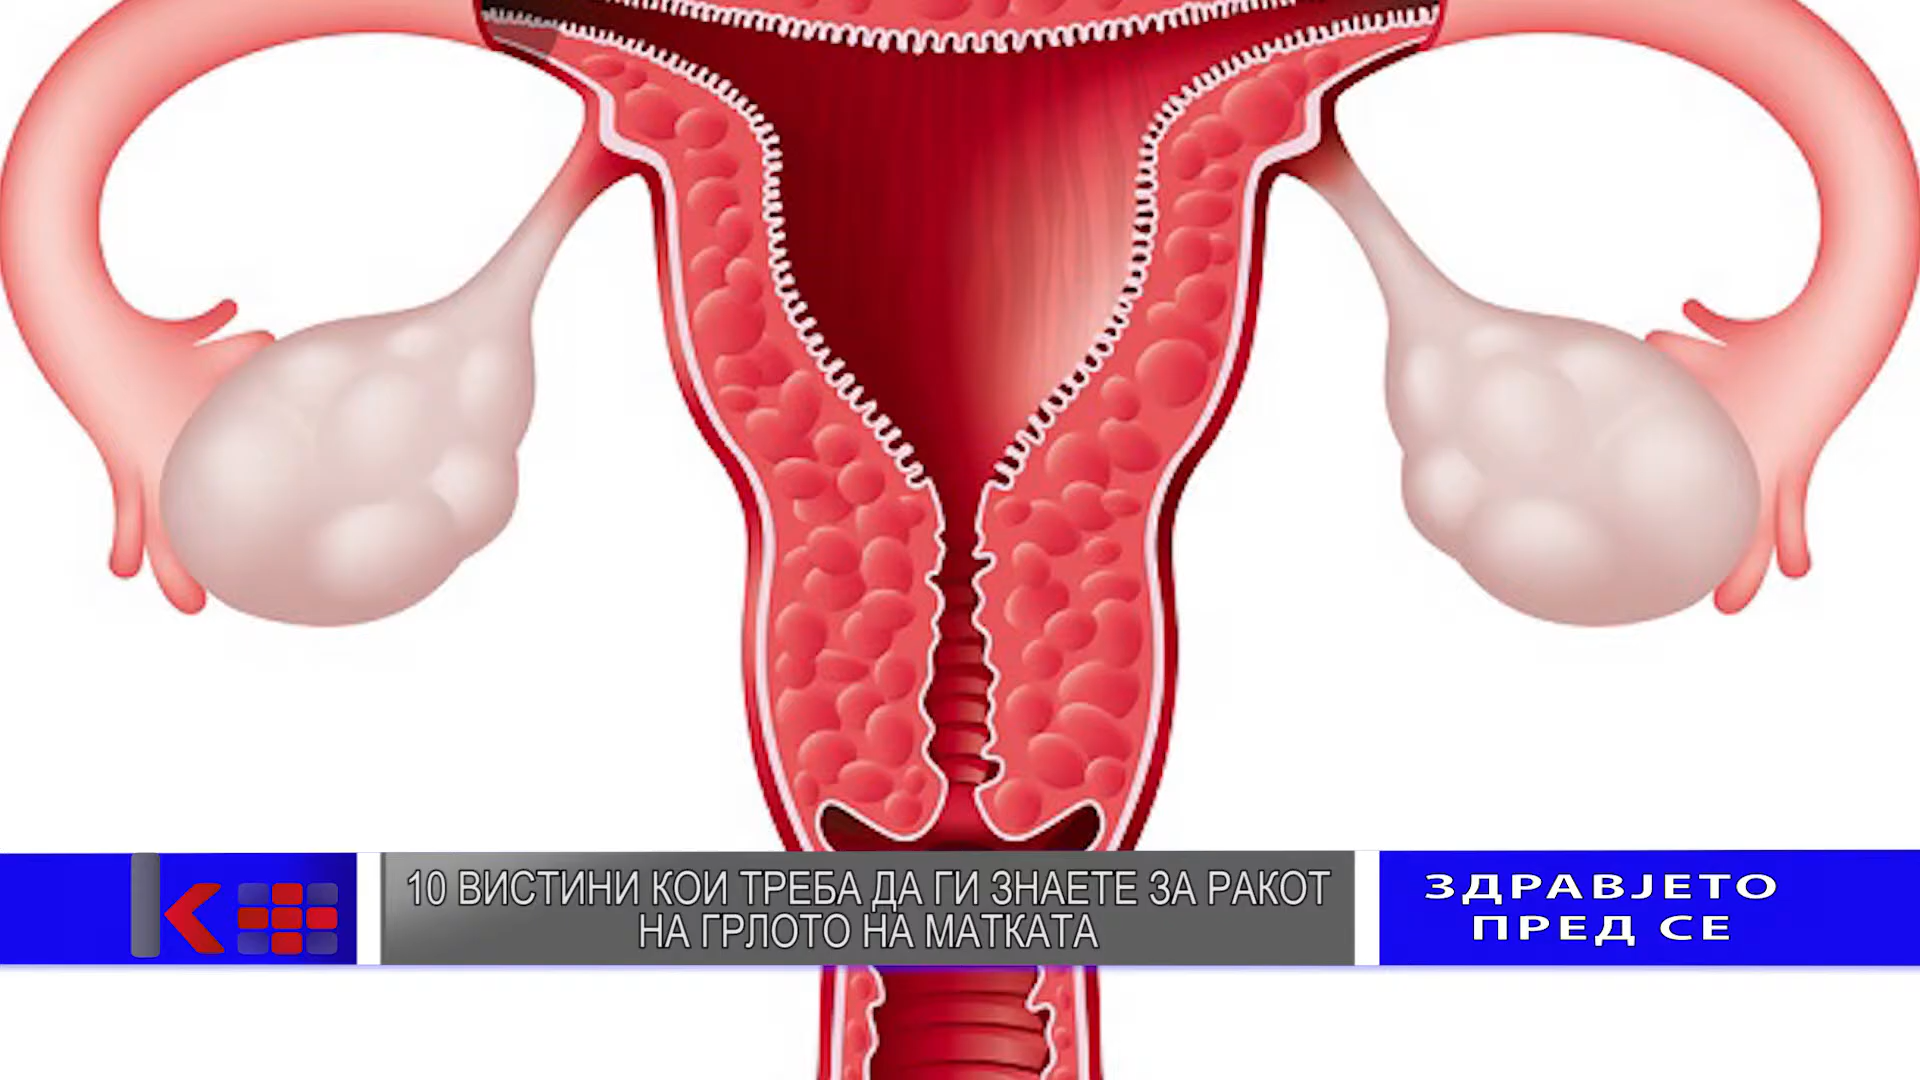 K
10 ВИСТИНИ КОИ ТРЕБА ДА ГИ ЗНАЕТЕ ЗА РАКОТ
НА ГРЛОТО НА МАТКАТА
ЗДРАВЈЕТО
ПРЕД СЕ